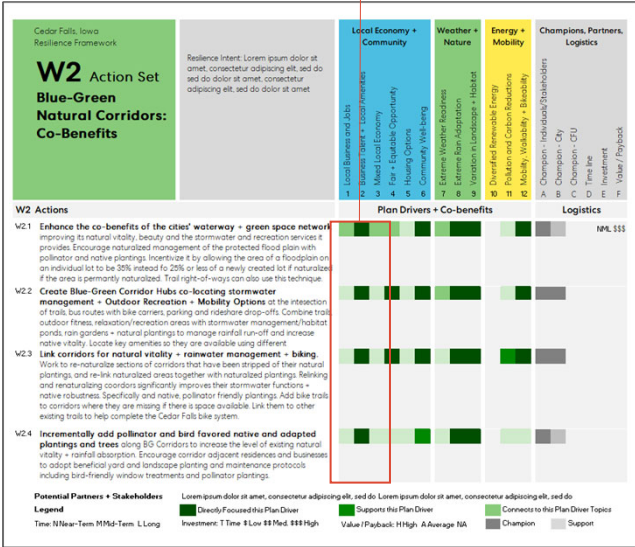 Cedar Falls, Iowa
Resilience Framework
W2 Action Set
Blue-Green
Natural Corridors:
Co-Benefits
Resilience Intent: Lorem ipsum dolor sit
amet, consectetur adipiscing elit, sed do
sed do dolor sit amet, consectetur
adipiscing elit, sed do dolor sit amet
Local Economy +
Community
Weather +
Nature
Energy +
Mobility
Champions, Partners,
Logistics
Local Business and Jobs
Business Talent + Local Amenities
Mixed Local Economy
Fair + Equitable Opportunity
Housing Options
Community Well-being
Extreme Weather Readiness
Extreme Rain Adaptation
Variation in Landscape + Habitat
Diversified Renewable Energy
Pollution and Carbon Reductions
Mobility, Walkability + Bikeability
Champion - Individuals/Stakeholders
Champion - City
Champion - CFU
Time line
Investment
Value / Payback
1 2 3 4 5 6 7 8 9 10 11 12 A B C D E F
W2 Actions
Plan Drivers + Co-benefits
Logistics
W2.1 Enhance the co-benefits of the cities' waterway + green space network
improving its natural vitality, beauty and the stormwater and recreation services it
provides. Encourage naturalized management of the protected flood plain with
pollinator and native plantings. Incentivize it by allowing the area of a floodplain on
an individual lot to be 35% instead fo 25% or less of a newly created lot if naturalized
if the area is permantly naturalized. Trail right-of-ways can also use this technique.
NML $$$
W2.2 Create Blue-Green Corridor Hubs co-locating stormwater
management + Outdoor Recreation + Mobility Options at the intesection
of trails, bus routes with bike carriers, parking and rideshare drop-offs. Combine trails
outdoor fitness, relaxation/recreation areas with stormwater management/habitat
ponds, rain gardens + natural plantings to manage rainfall run-off and increase
native vitality. Locate key amenities so they are available using different
W2.3 Link corridors for natural vitality + rainwater management + biking.
Work to re-naturalize sections of corridors that have been stripped of their natural
plantings, and re-link naturalized areas together with naturalized plantings. Relinking
and renaturalizing coordors significantly improves their stormwater functions +
native robustness. Specifically and native, pollinator friendly plantings. Add bike trails
to corridors where they are missing if there is space available. Link them to other
existing trails to help complete the Cedar Falls bike system.
W2.4 Incrementally add pollinator and bird favored native and adapted
plantings and trees along BG Corridors to increase the level of existing natural
vitality + rainfall absorption. Encourage corridor adjacent residences and businesses
to adopt beneficial yard and landscape planting and maintenance protocols
including bird-friendly window treatments and pollinator plantings.
Potential Partners + Stakeholders
Lorem ipsum dolor sit amet, consectetur adipiscing elit, sed do Lorem ipsum dolor sit amet, consectetur adipiscing elit, sed do
Legend
Directly Focused this Plan Driver
Supports this Plan Driver
Connects to this Plan Driver Topics
Time: N Near-Term M Mid-Term L Long
Investment: T Time $ Low $$ Med. $$$ High
Value / Payback: H High A Average NA
Champion
Support